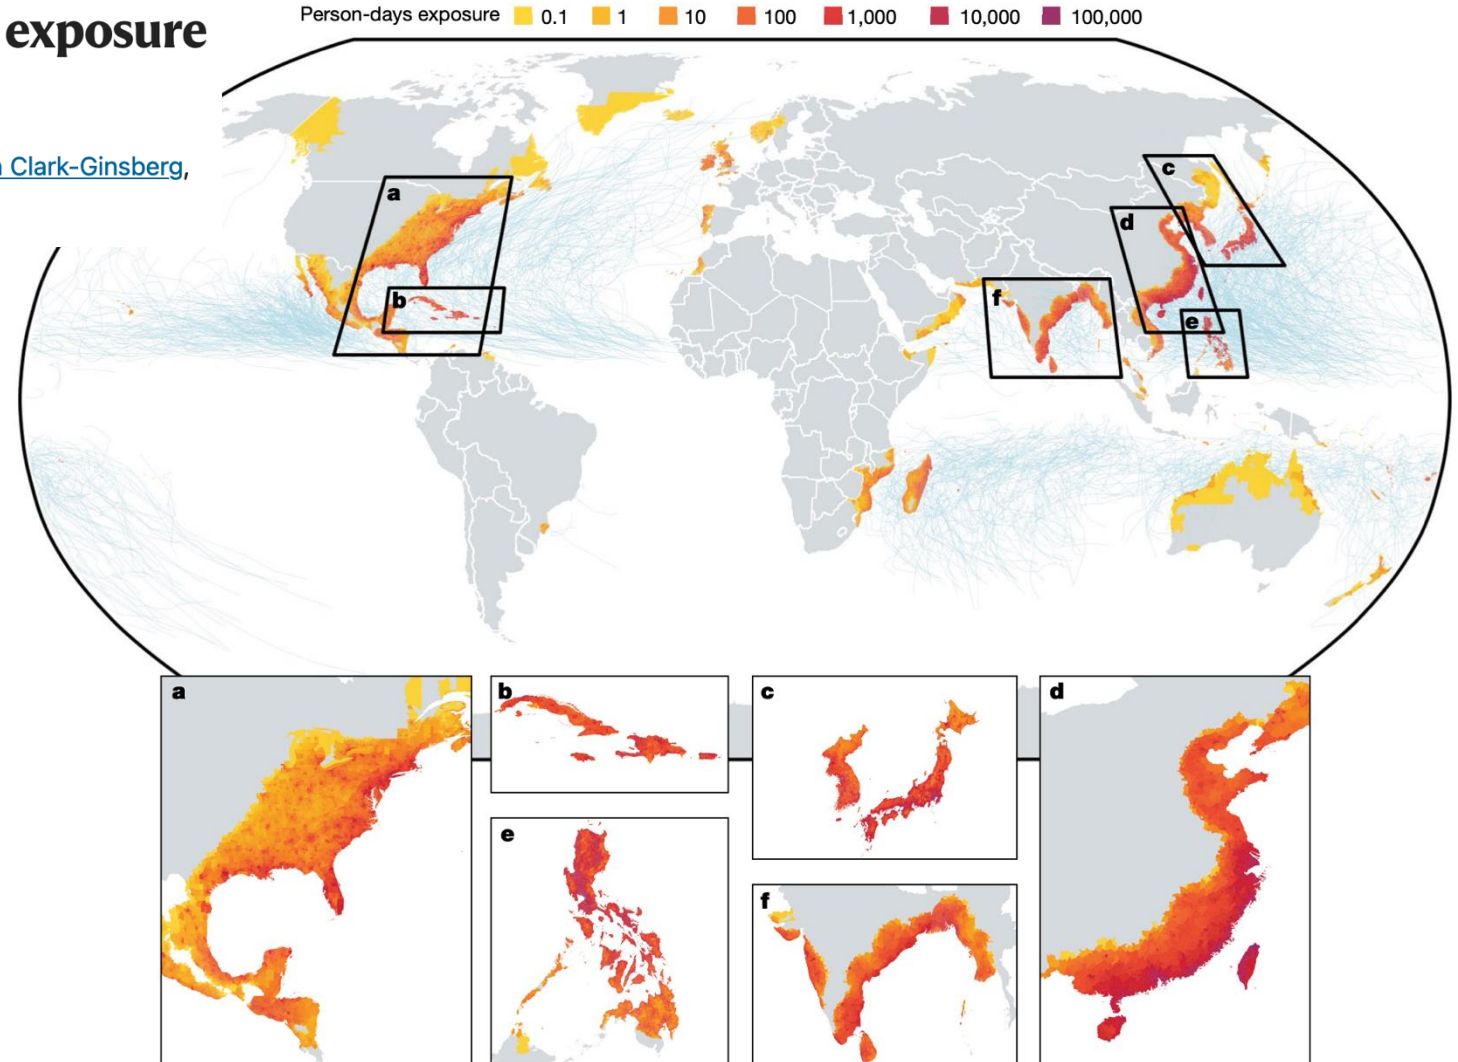 exposure
Person-days exposure 0.1 1 10 100 1,000 10,000 100,000
Clark-Ginsberg,
a
b
c
d
e
f
a
b
c
d
e
f